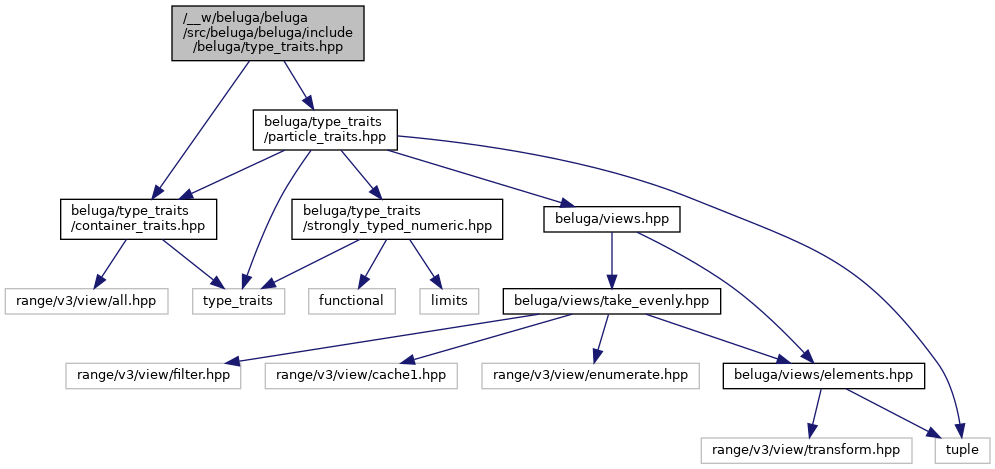 /__w/beluga/beluga
/src/beluga/beluga/include
/beluga/type_traits.hpp
beluga/type_traits
/particle_traits.hpp
beluga/type_traits
/container_traits.hpp
beluga/type_traits
/strongly_typed_numeric.hpp
beluga/views.hpp
range/v3/view/all.hpp
type_traits
functional
limits
beluga/views/take_evenly.hpp
range/v3/view/filter.hpp
range/v3/view/cache1.hpp
range/v3/view/enumerate.hpp
beluga/views/elements.hpp
range/v3/view/transform.hpp
tuple